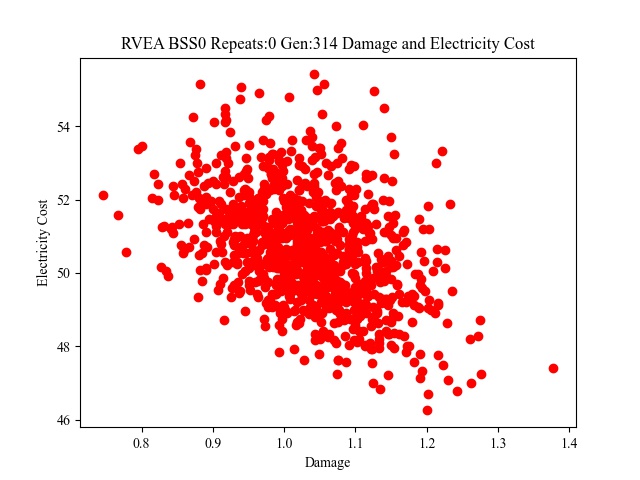 RVEA BSS0 Repeats:0 Gen:314 Damage and Electricity Cost
Electricity Cost
54
52
50
48
46
0.8 0.9 1.0 1.1 1.2 1.3 1.4
Damage